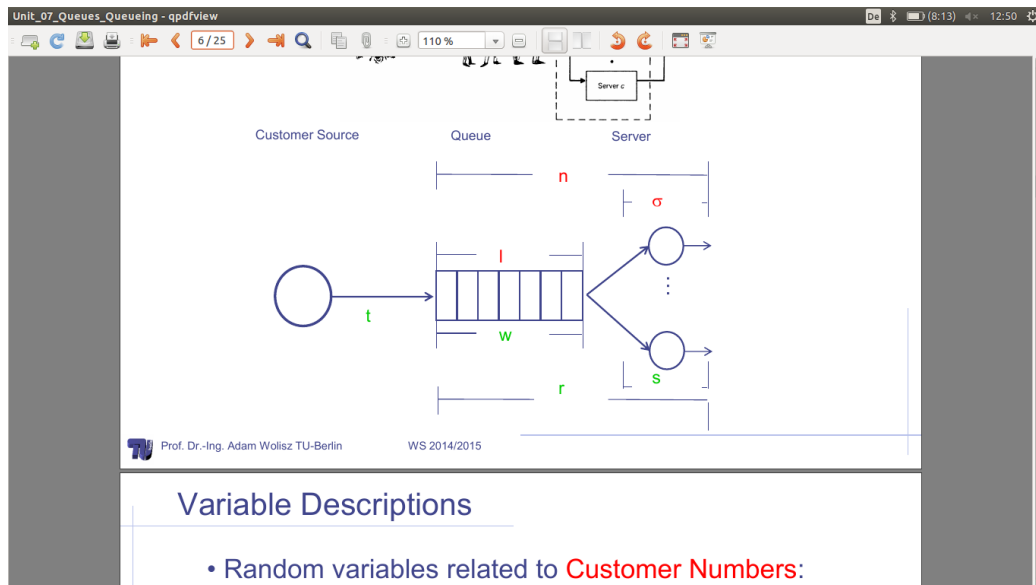 Unit_07_Queues_Queueing - qpdfview
De
(8:13)
12:50
6 / 25
110 %
Server c
Customer Source
Queue
Server
n
σ
l
t
w
s
r
Prof. Dr.-Ing. Adam Wolisz TU-Berlin
WS 2014/2015
Variable Descriptions
• Random variables related to Customer Numbers: